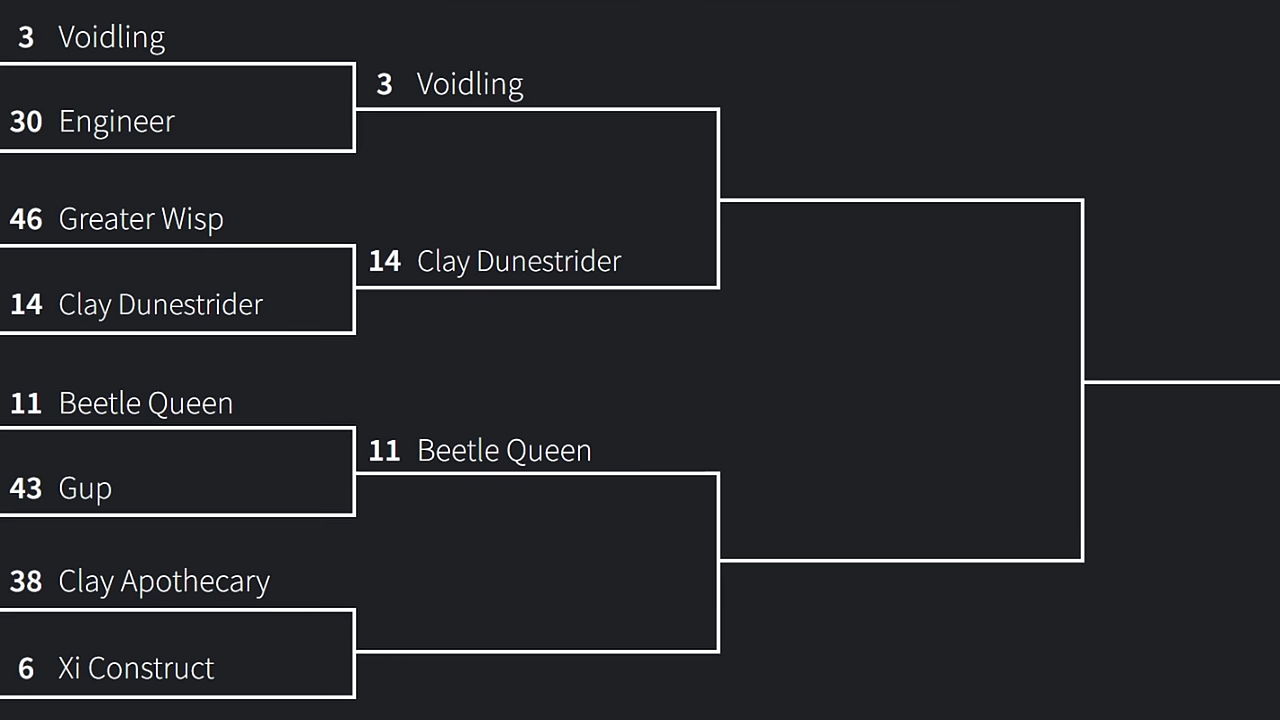 3 Voidling
30 Engineer
46 Greater Wisp
14 Clay Dunestrider
11 Beetle Queen
43 Gup
38 Clay Apothecary
6 Xi Construct
3 Voidling
14 Clay Dunestrider
11 Beetle Queen